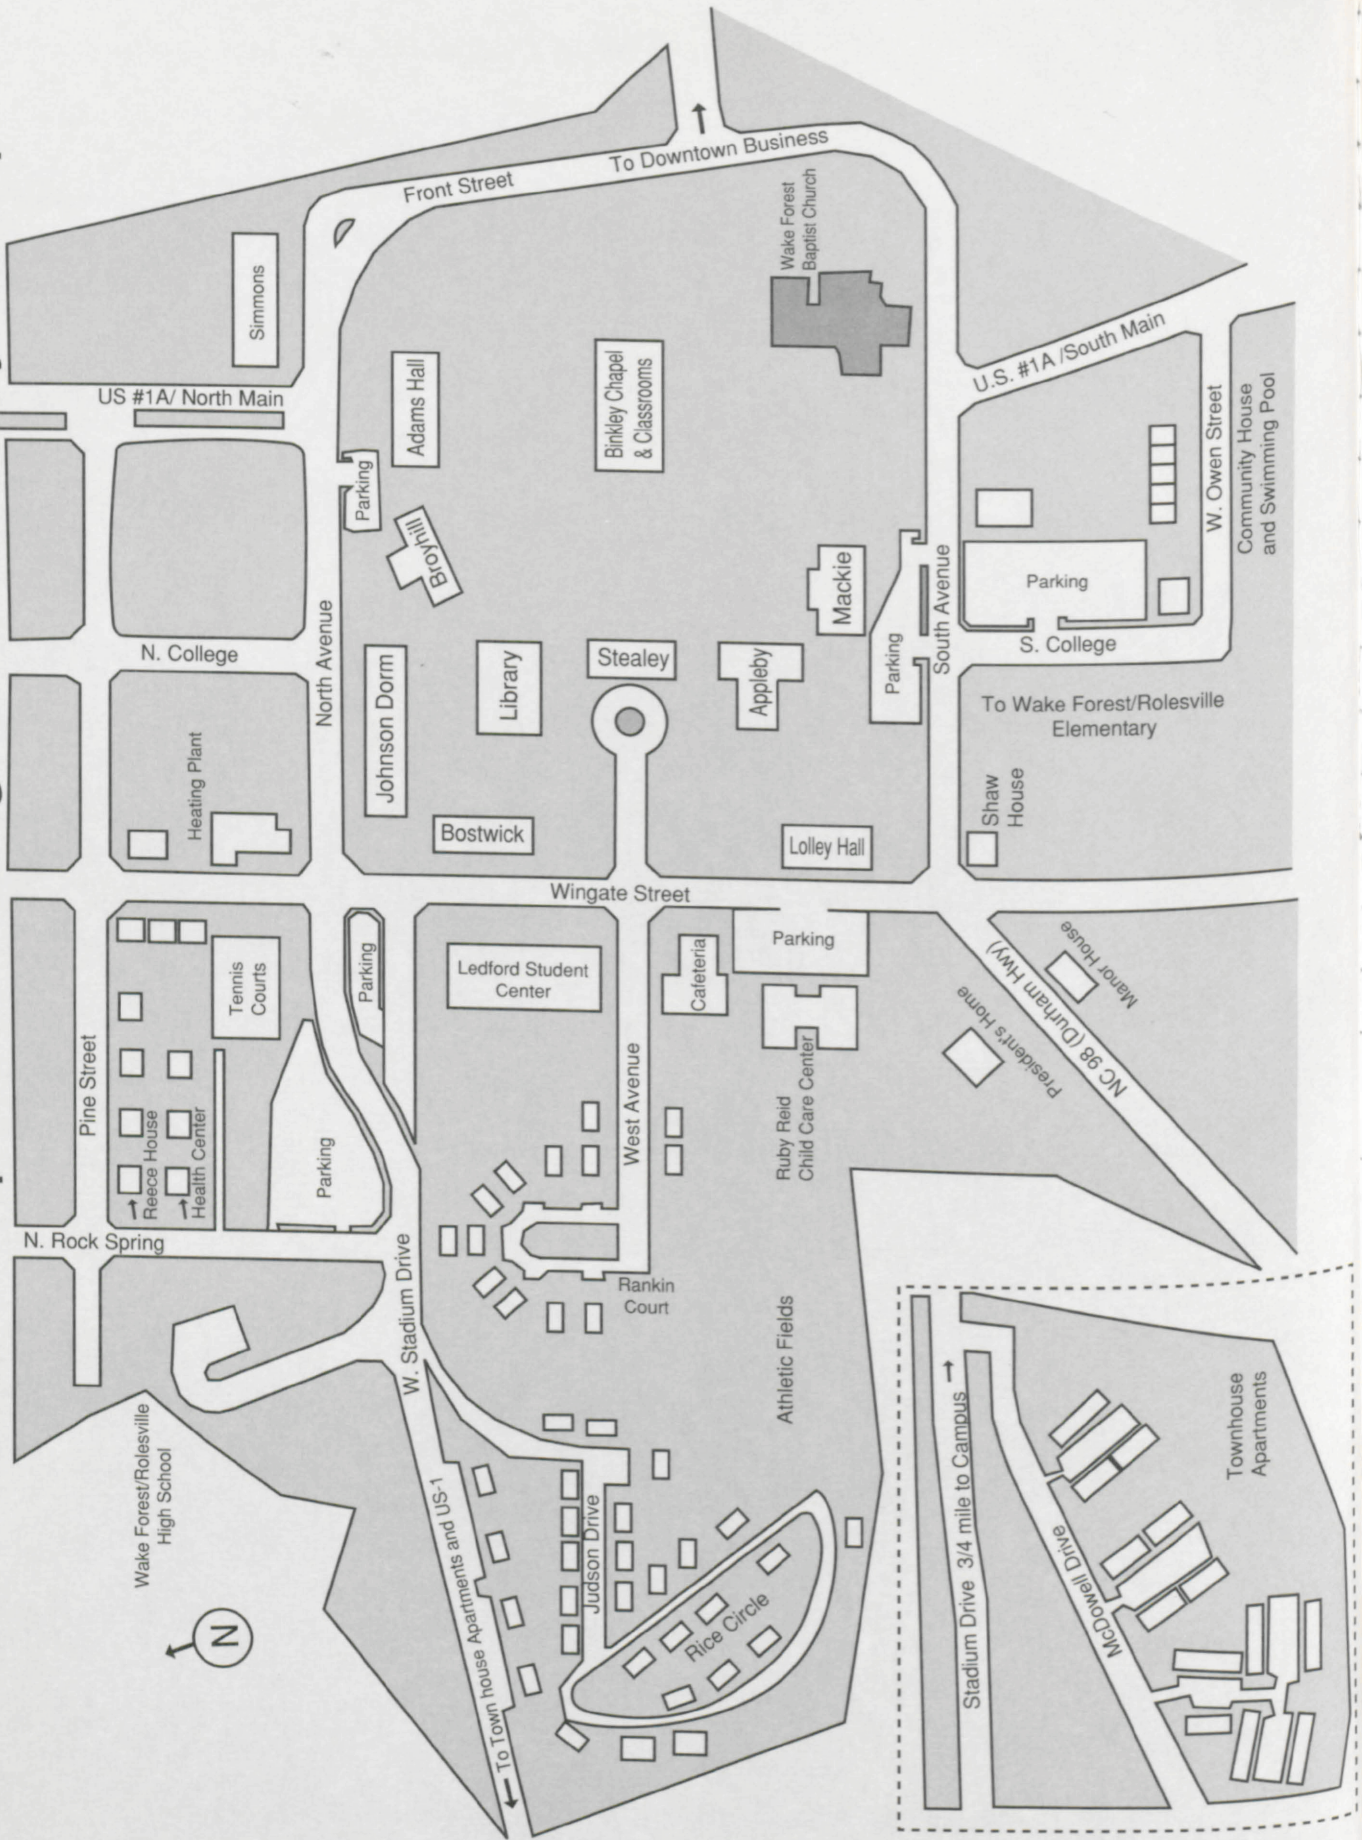 Front Street
To Downtown Business
Simmons
US #1A/ North Main
Wake Forest
Baptist Church
Adams Hall
Binkley Chapel
& Classrooms
U.S. #1A /South Main
Parking
Broyhill
W. Owen Street
Community House
and Swimming Pool
Mackie
Parking
South Avenue
Parking
S. College
North Avenue
N. College
Johnson Dorm
Library
Stealey
Appleby
To Wake Forest/Rolesville
Elementary
Heating Plant
Bostwick
Lolley Hall
Shaw
House
Wingate Street
Tennis
Courts
Parking
Ledford Student
Center
Cafeteria
Parking
Manor House
President's Home
NC 98 (Durham Hwy)
Pine Street
Reece House
Health Center
Parking
West Avenue
Ruby Reid
Child Care Center
N. Rock Spring
W. Stadium Drive
Rankin
Court
Athletic Fields
Wake Forest/Rolesville
High School
N
To Town house Apartments and US-1
Judson Drive
Rice Circle
Stadium Drive 3/4 mile to Campus
McDowell Drive
Townhouse
Apartments